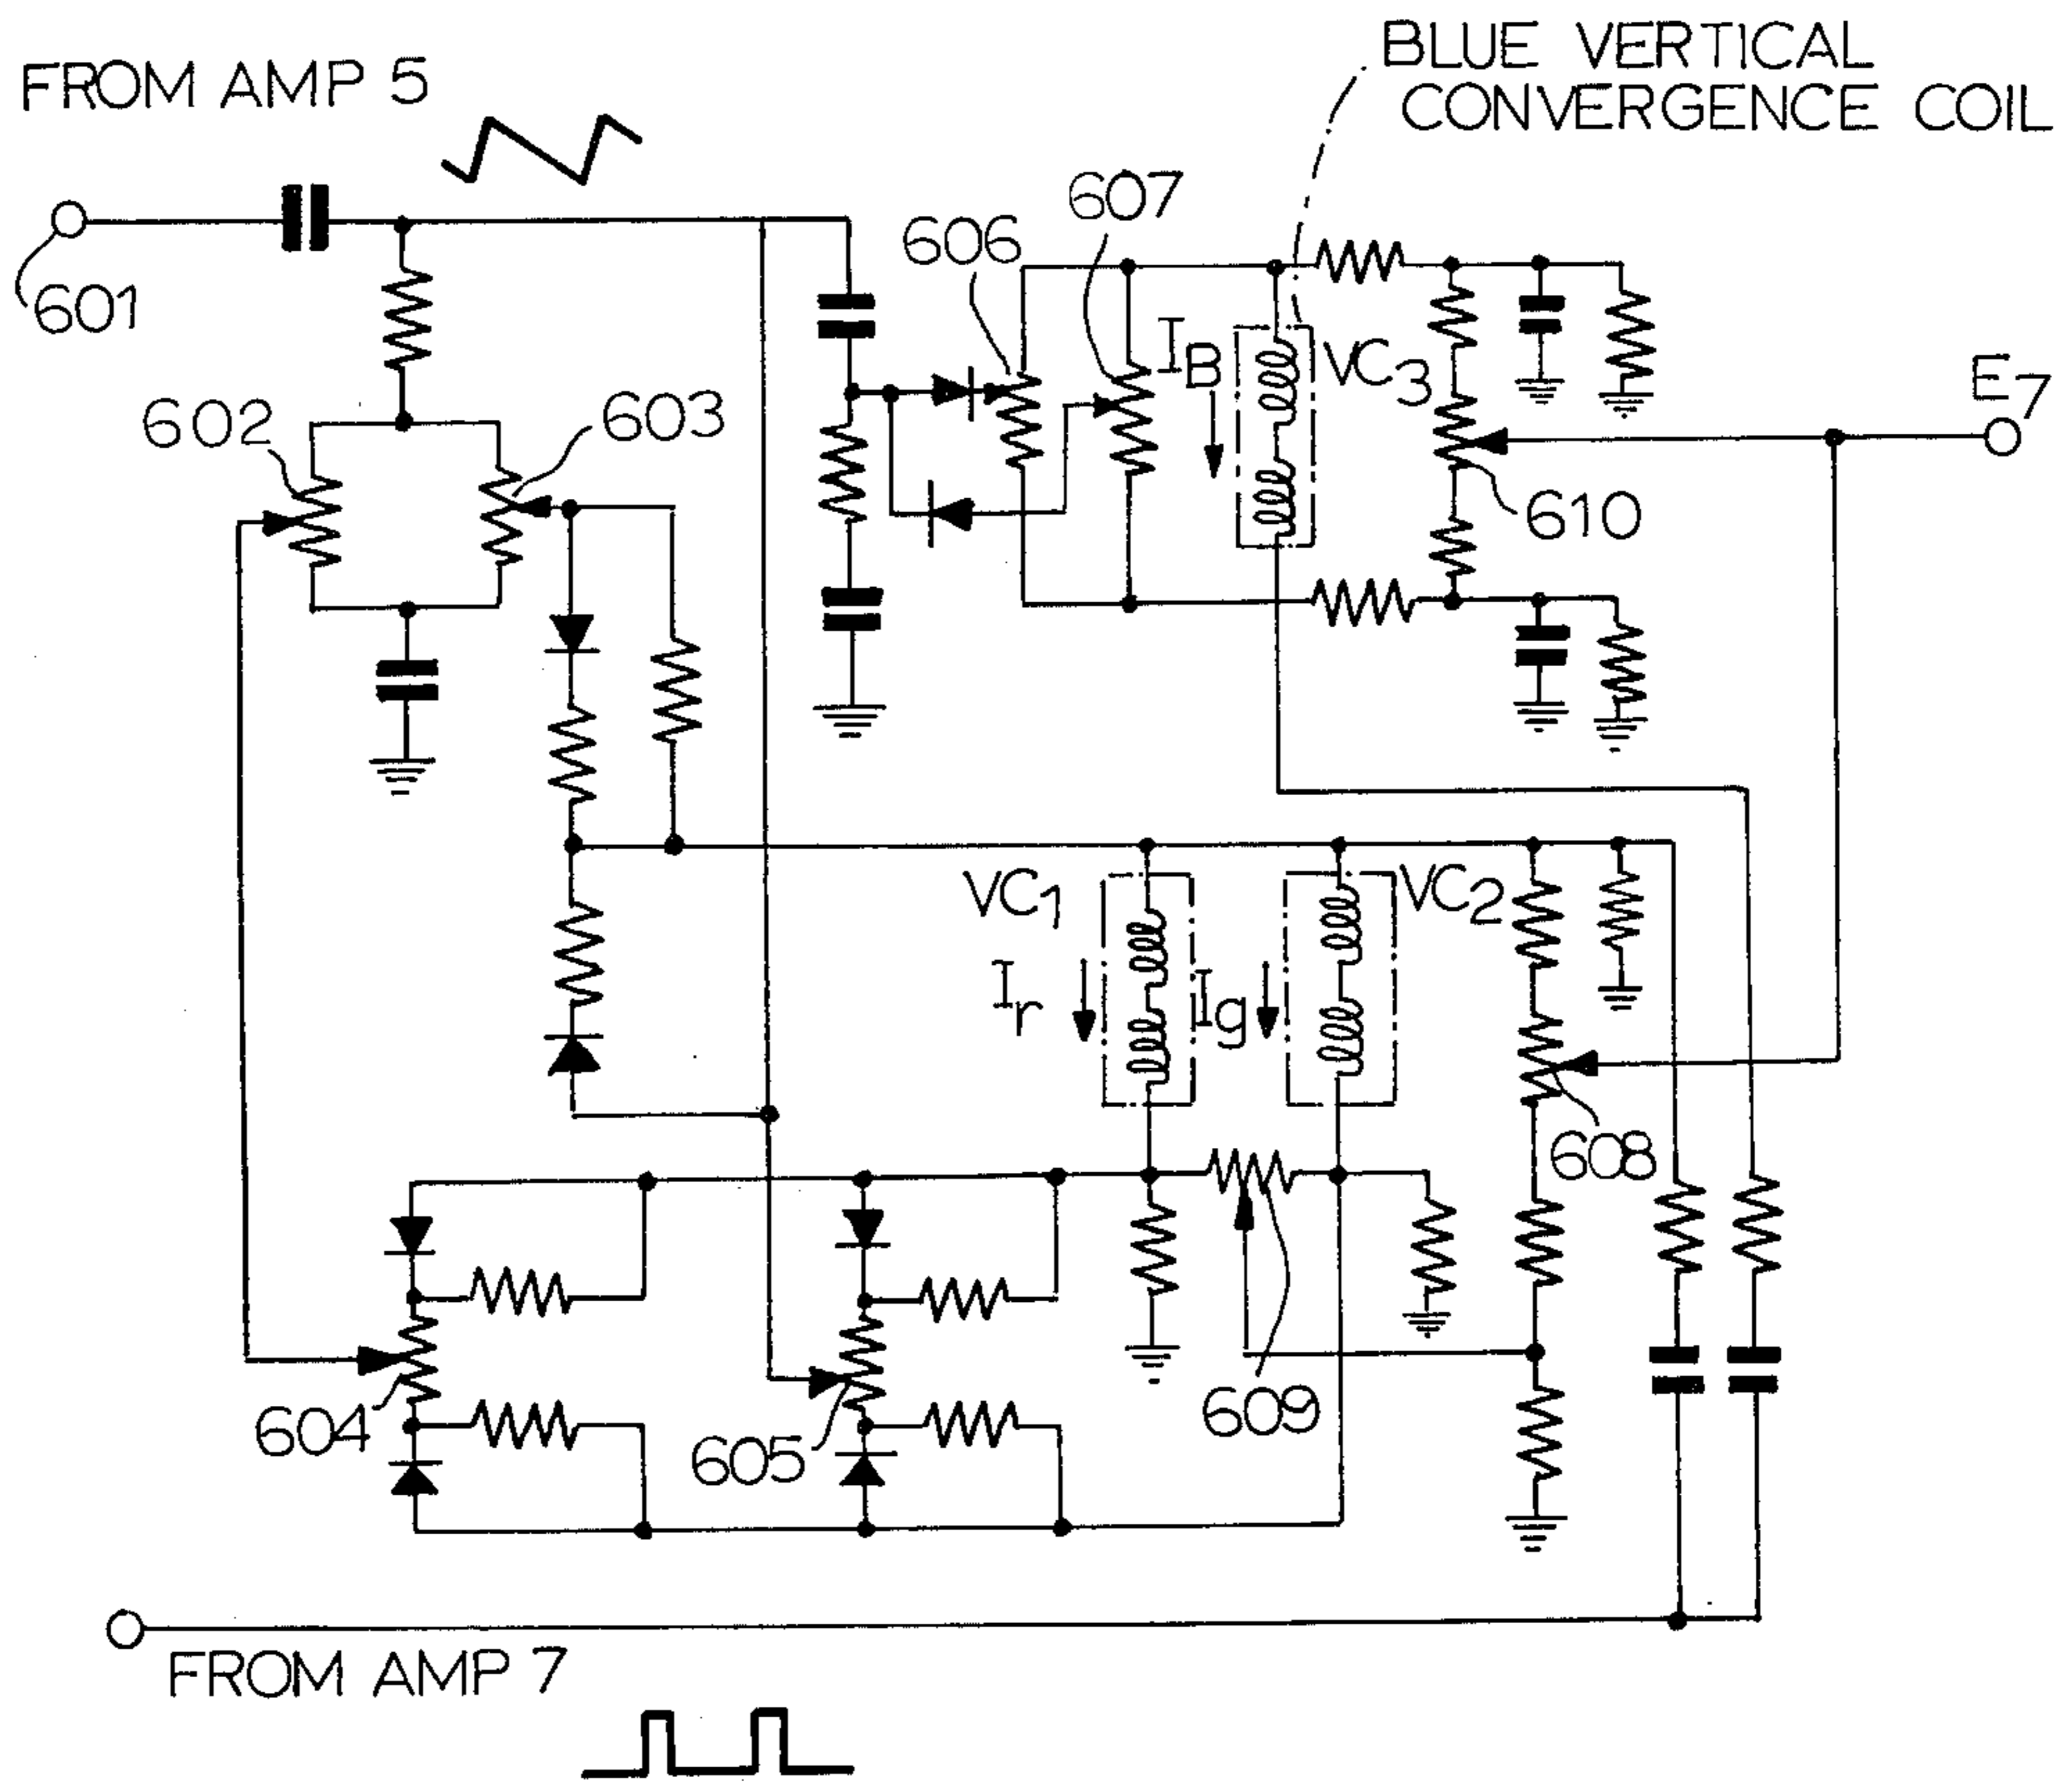 BLUE VERTICAL
CONVERGENCE COIL
FROM AMP 5
601
602
603
606
607
IB
VC3
E7
610
VC1
VC2
Ir
Ig
608
604
605
609
FROM AMP 7